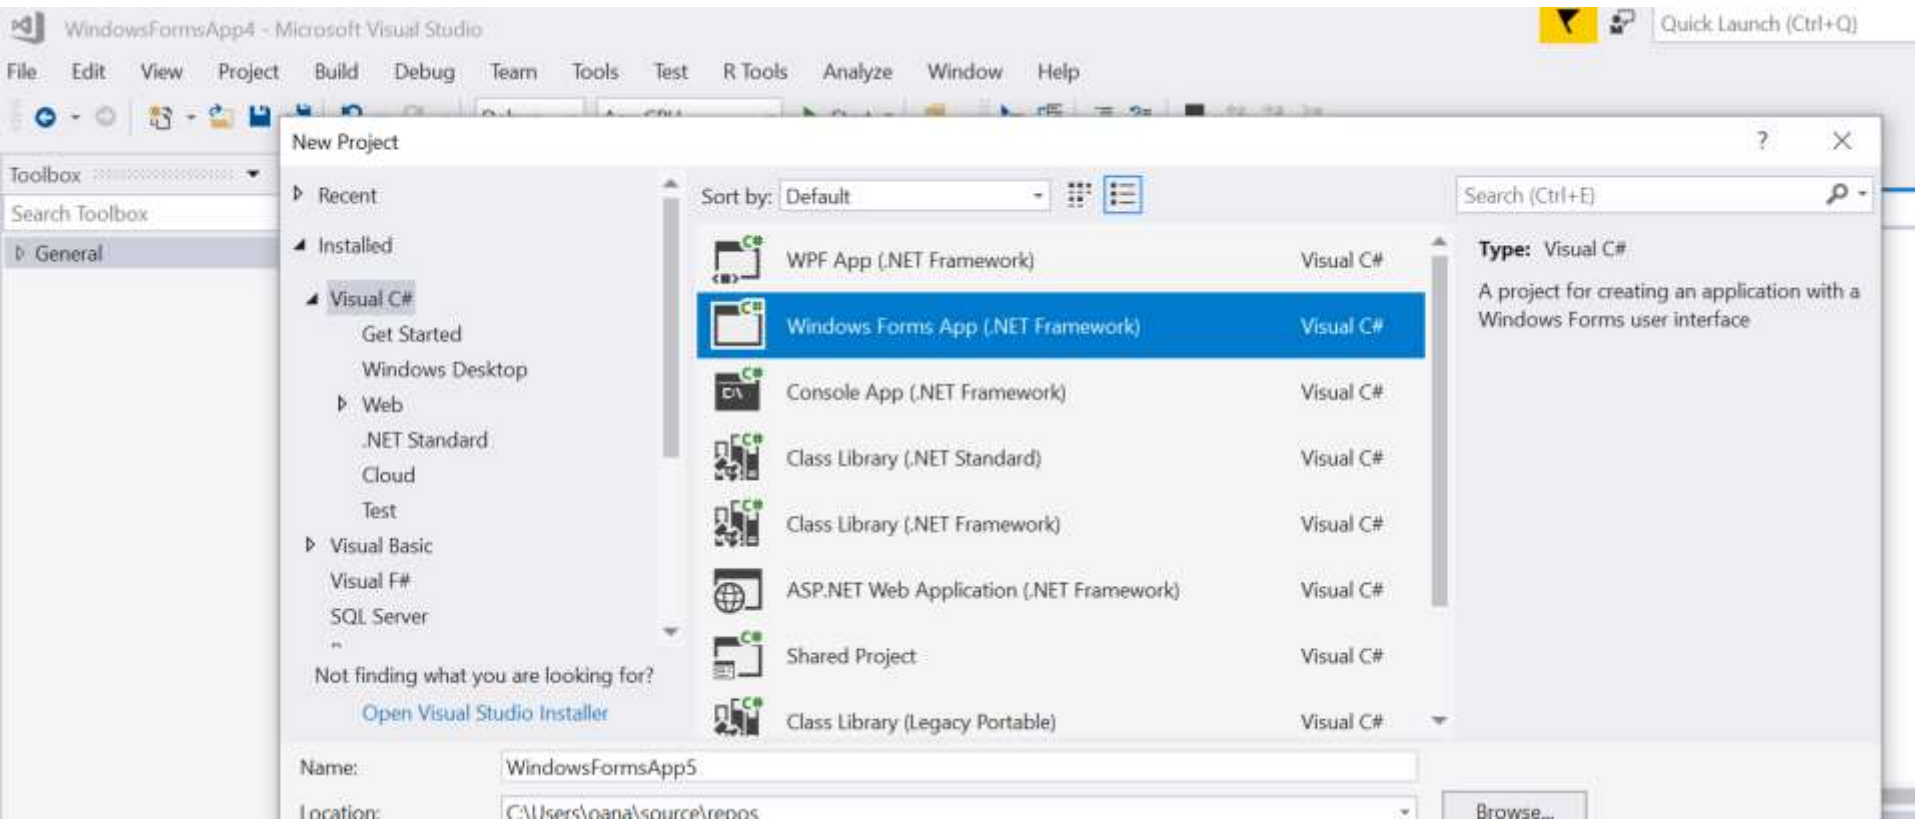 WindowsFormsApp4 - Microsoft Visual Studio
Quick Launch (Ctrl+Q)
File Edit View Project Build Debug Team Tools Test R Tools Analyze Window Help
New Project
?
Toolbox
Search Toolbox
General
Recent
Installed
Visual C#
Get Started
Windows Desktop
Web
.NET Standard
Cloud
Test
Visual Basic
Visual F#
SQL Server
Not finding what you are looking for?
Open Visual Studio Installer
Sort by: Default
WPF App (.NET Framework) Visual C#
Windows Forms App (.NET Framework) Visual C#
Console App (.NET Framework) Visual C#
Class Library (.NET Standard) Visual C#
Class Library (.NET Framework) Visual C#
ASP.NET Web Application (.NET Framework) Visual C#
Shared Project Visual C#
Class Library (Legacy Portable) Visual C#
Search (Ctrl+E)
Type: Visual C#
A project for creating an application with a
Windows Forms user interface
Name: WindowsFormsApp5
Location: C:\Users\oana\source\repos
Browse...